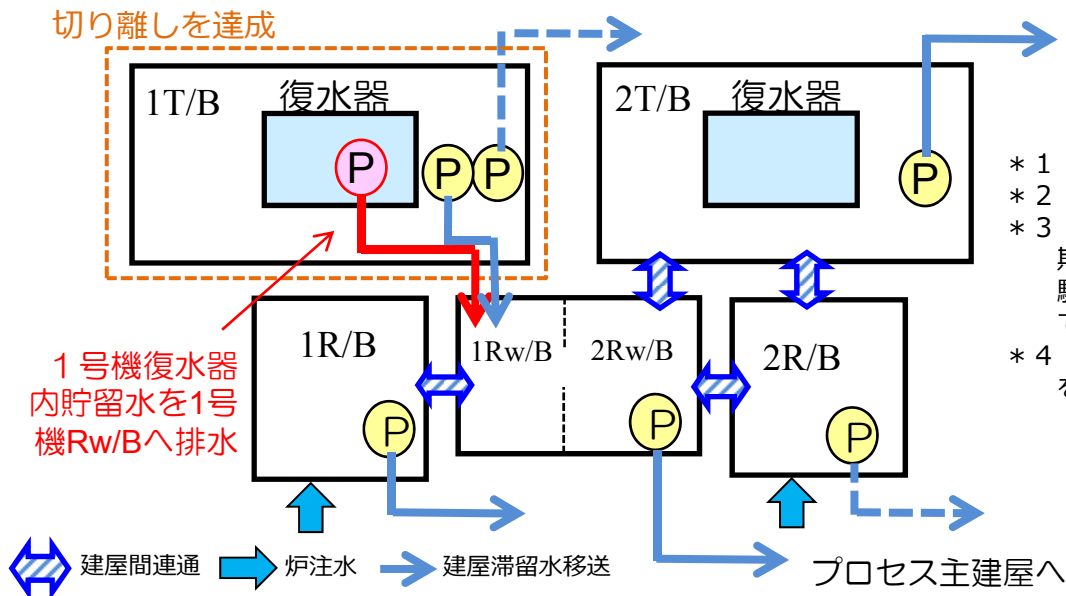 切り離しを達成
1T/B
復水器
P
P
P
2T/B
復水器
P
*1
*2
*3
*4
1R/B
P
1Rw/B
2Rw/B
P
2R/B
P
1号機復水器
内貯留水を1号
機Rw/Bへ排水
建屋間連通
炉注水
建屋滞留水移送
プロセス主建屋へ